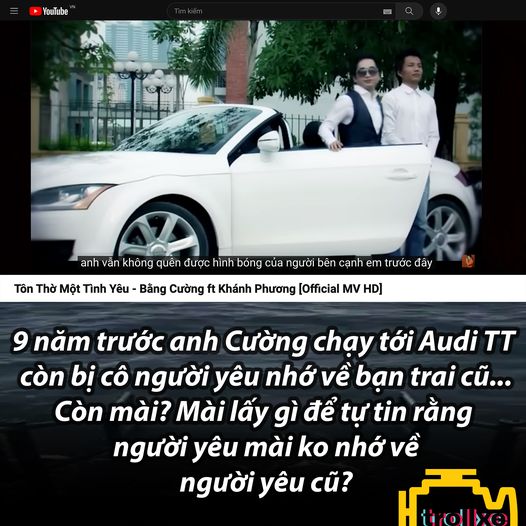 YouTube VN
Tìm kiếm
anh vẫn không quên được hình bóng của người bên cạnh em trước đây
Tôn Thờ Một Tình Yêu - Bằng Cường ft Khánh Phương [Official MV HD]
9 năm trước anh Cường chạy tới Audi TT
còn bị cô người yêu nhớ về bạn trai cũ...
Còn mài? Mài lấy gì để tự tin rằng
người yêu mài ko nhớ về
người yêu cũ?
trollxe